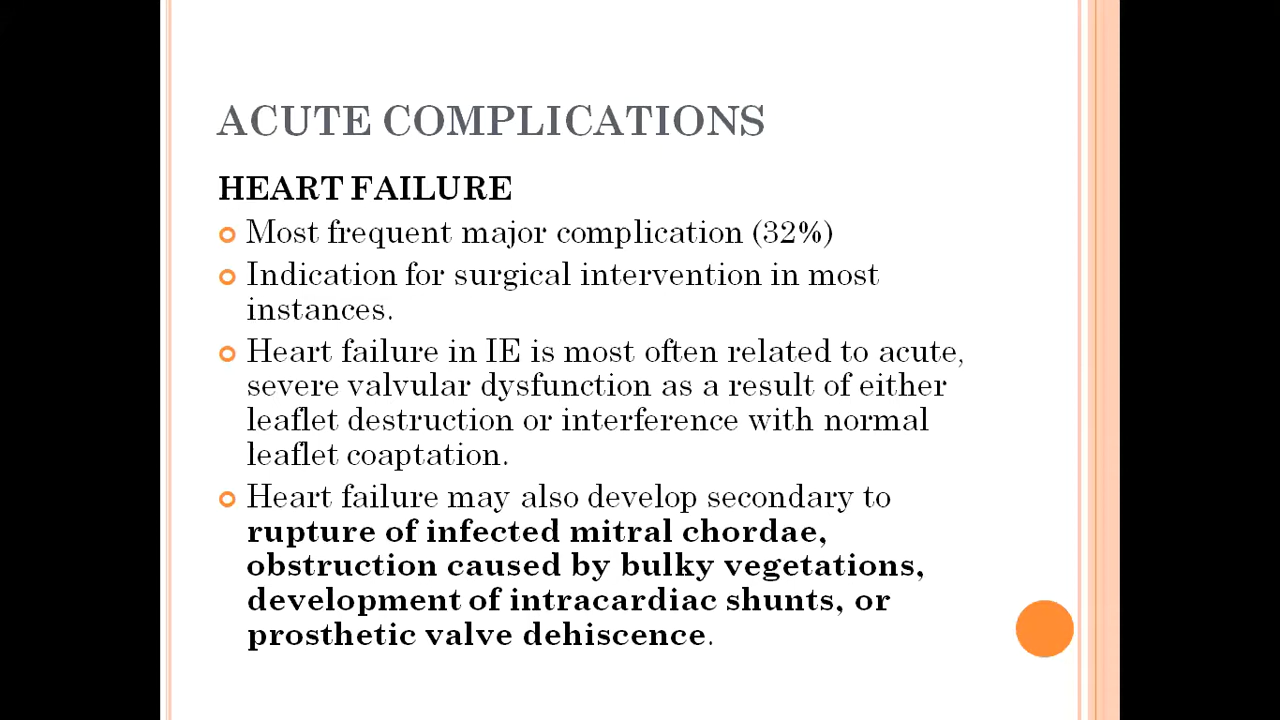 ACUTE COMPLICATIONS
HEART FAILURE
Most frequent major complication (32%)
Indication for surgical intervention in most
instances.
Heart failure in IE is most often related to acute,
severe valvular dysfunction as a result of either
leaflet destruction or interference with normal
leaflet coaptation.
Heart failure may also develop secondary to
rupture of infected mitral chordae,
obstruction caused by bulky vegetations,
development of intracardiac shunts, or
prosthetic valve dehiscence.